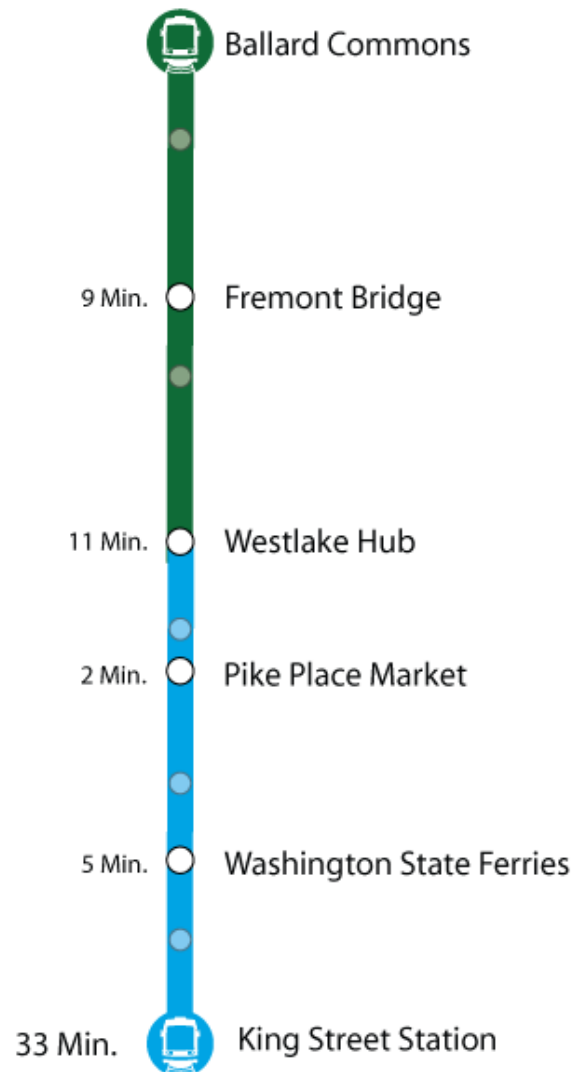 Ballard Commons
9 Min. Fremont Bridge
11 Min. Westlake Hub
2 Min. Pike Place Market
5 Min. Washington State Ferries
33 Min. King Street Station